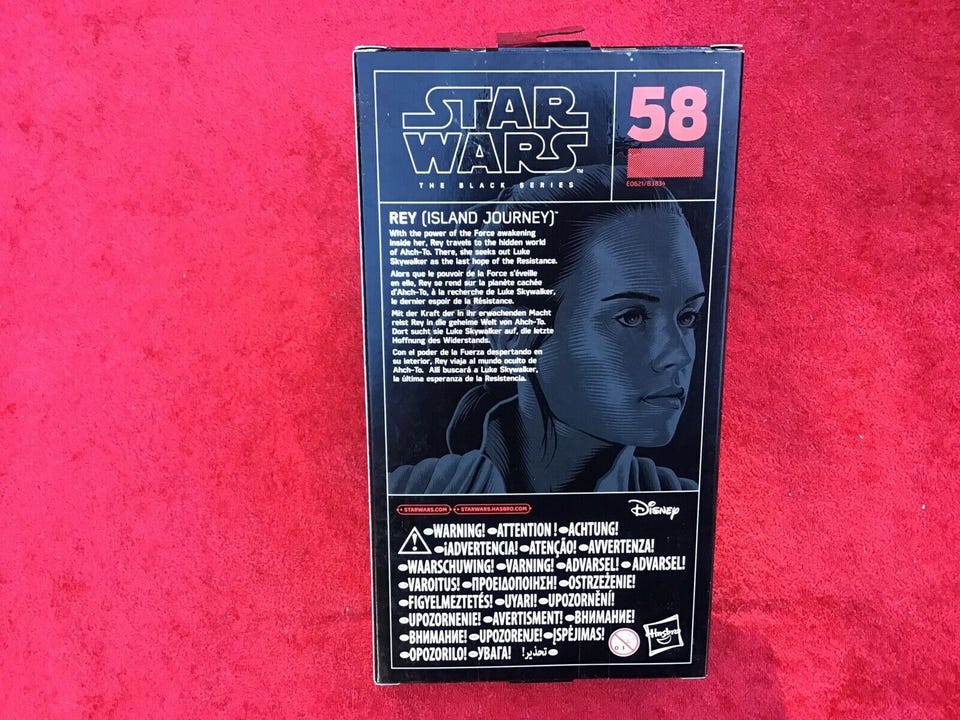 STAR
WARS™
THE BLACK SERIES
58
E0621/B3834
REY (ISLAND JOURNEY)™
With the power of the Force awakening
inside her, Rey travels to the hidden world
of Ahch-To. There, she seeks out Luke
Skywalker as the last hope of the Resistance.
Alors que le pouvoir de la Force s'éveille
en elle, Rey se rend sur la planète cachée
d'Ahch-To, à la recherche de Luke Skywalker,
le dernier espoir de la Résistance.
Mit der Kraft der in ihr erwachenden Macht
reist Rey in die geheime Welt von Ahch-To.
Dort sucht sie Luke Skywalker auf, die letzte
Hoffnung des Widerstands.
Con el poder de la Fuerza despertando en
su interior, Rey viaja al mundo oculto de
Ahch-To. Allí buscará a Luke Skywalker,
la última esperanza de la Resistencia.
• STARWARS.COM • • STARWARS.HASBRO.COM •
Disney
WARNING! ATTENTION ! ACHTUNG!
¡ADVERTENCIA! ATENÇÃO! AVVERTENZA!
WAARSCHUWING! VARNING! ADVARSEL! ADVARSEL!
VAROITUS! ΠΡΟΕΙΔΟΠΟΙΗΣΗ! OSTRZEŻENIE!
FIGYELMEZTETÉS! UYARI! UPOZORNĚNÍ!
UPOZORNENIE! AVERTISMENT! ВНИМАНИЕ!
ВНИМАНИЕ! UPOZORENJE! ĮSPĖJIMAS!
OPOZORILO! УВАГА! تحذير!
0-3
Hasbro